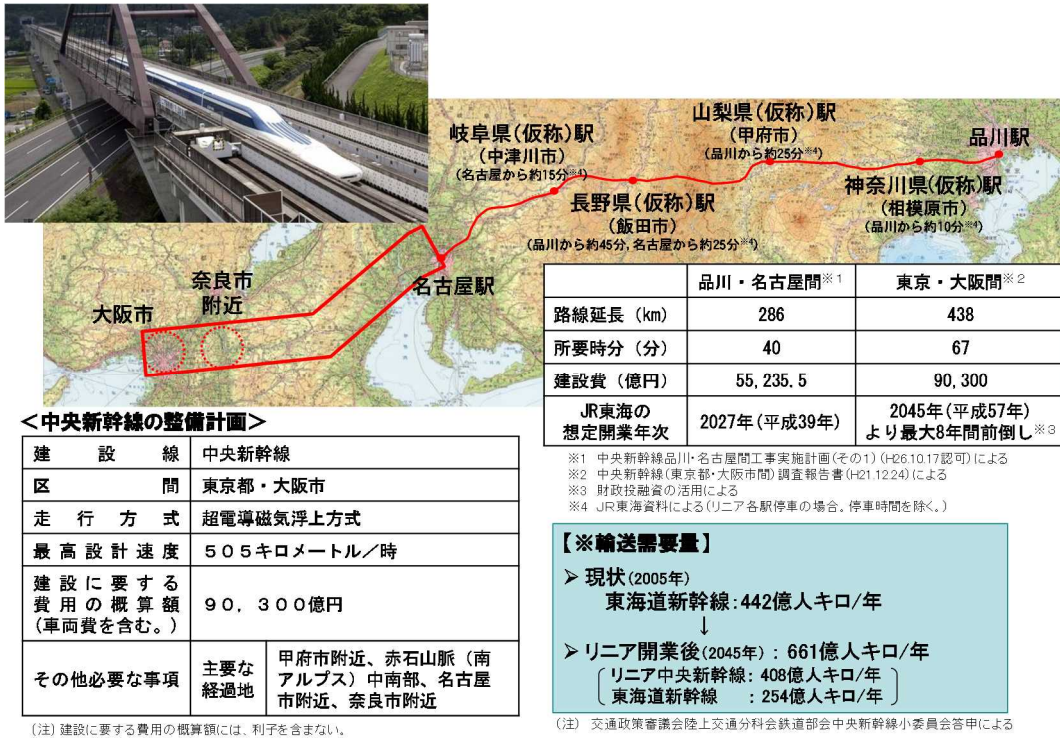 岐阜県(仮称)駅
(中津川市)
(名古屋から約15分※4)
山梨県(仮称)駅
(甲府市)
(品川から約25分※4)
品川駅
長野県(仮称)駅
(飯田市)
(品川から約45分,名古屋から約25分※4)
神奈川県(仮称)駅
(相模原市)
(品川から約10分※4)
名古屋駅
奈良市
附近
大阪市
品川・名古屋間※1 東京・大阪間※2
路線延長(km) 286 438
所要時分(分) 40 67
建設費(億円) 55,235.5 90,300
JR東海の
想定開業年次 2027年(平成39年) 2045年(平成57年)
より最大8年間前倒し※3
※1 中央新幹線品川・名古屋間工事実施計画(その1)(H26.10.17認可)による
※2 中央新幹線(東京都・大阪市間)調査報告書(H21.12.24)による
※3 財政投融資の活用による
※4 JR東海資料による(リニア各駅停車の場合。停車時間を除く。)
<中央新幹線の整備計画>
建設線 中央新幹線
区間 東京都・大阪市
走行方式 超電導磁気浮上方式
最高設計速度 505キロメートル/時
建設に要する
費用の概算額
(車両費を含む。) 90,300億円
その他必要な事項 主要な
経過地 甲府市附近、赤石山脈(南
アルプス)中南部、名古屋
市附近、奈良市附近
(注)建設に要する費用の概算額には、利子を含まない。
【※輸送需要量】
➢ 現状(2005年)
東海道新幹線:442億人キロ/年
↓
➢ リニア開業後(2045年):661億人キロ/年
リニア中央新幹線:408億人キロ/年
東海道新幹線 :254億人キロ/年
(注) 交通政策審議会陸上交通分科会鉄道部会中央新幹線小委員会答申による